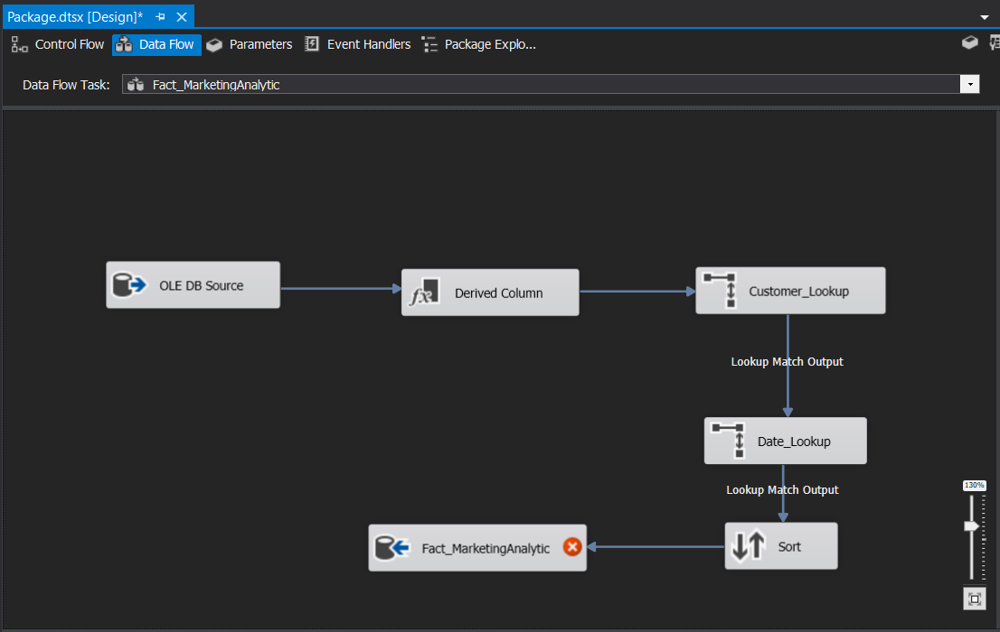 Package.dtsx [Design]*
Control Flow Data Flow Parameters Event Handlers Package Explo...
Data Flow Task: Fact_MarketingAnalytic
OLE DB Source
Derived Column
Customer_Lookup
Lookup Match Output
Date_Lookup
Lookup Match Output
130%
Fact_MarketingAnalytic
Sort